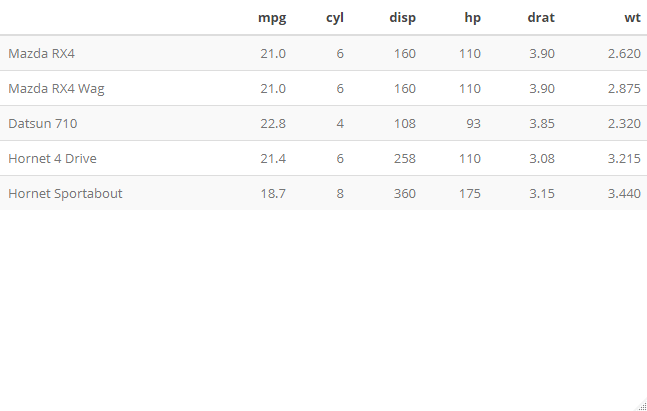 mpg cyl disp hp drat wt
Mazda RX4 21.0 6 160 110 3.90 2.620
Mazda RX4 Wag 21.0 6 160 110 3.90 2.875
Datsun 710 22.8 4 108 93 3.85 2.320
Hornet 4 Drive 21.4 6 258 110 3.08 3.215
Hornet Sportabout 18.7 8 360 175 3.15 3.440